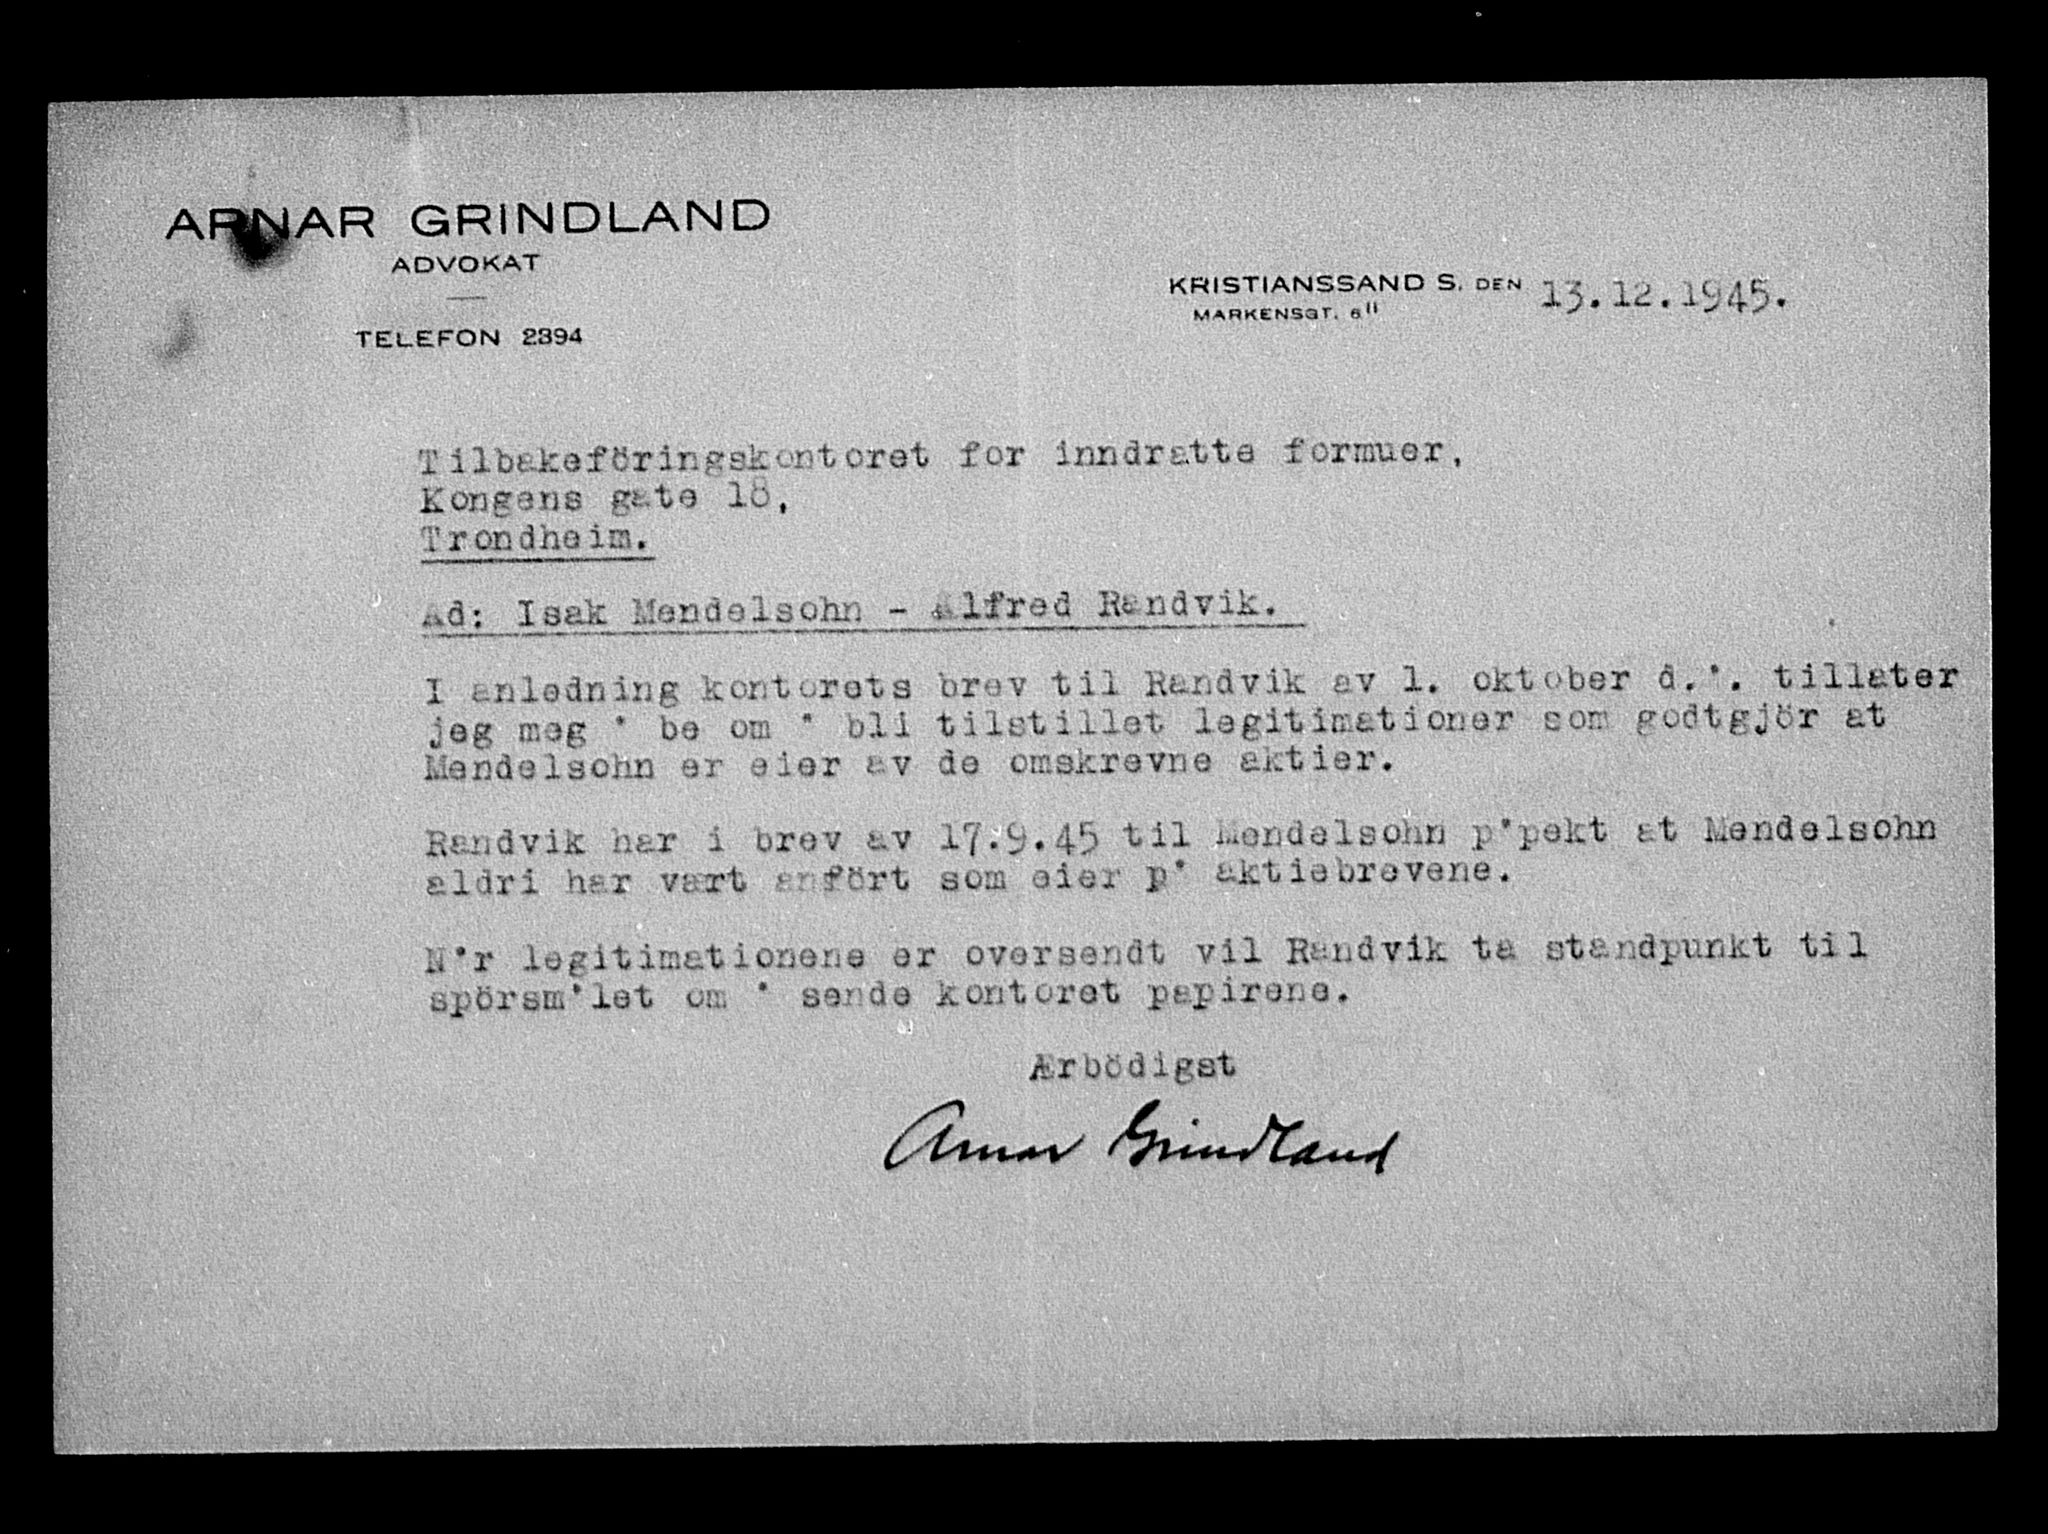 ARNAR GRINDLAND
ADVOKAT
TELEFON 2394
KRISTIANSSAND S. DEN 13.12.1945.
MARKENSGT. 6 II
Tilbakeföringskontoret for inndratte formuer,
Kongens gate 18,
Trondheim.
Ad: Isak Mendelsohn - Alfred Randvik.
I anledning kontorets brev til Randvik av 1. oktober d.°. tillater
jeg meg ° be om ° bli tilstillet legitimationer som godtgjör at
Mendelsohn er eier av de omskrevne aktier.
Randvik har i brev av 17.9.45 til Mendelsohn p°pekt at Mendelsohn
aldri har vært anfört som eier p° aktiebrevene.
N°r legitimationene er oversendt vil Randvik ta standpunkt til
spörsm°let om ° sende kontoret papirene.
Ærbödigst
Arnar Grindland